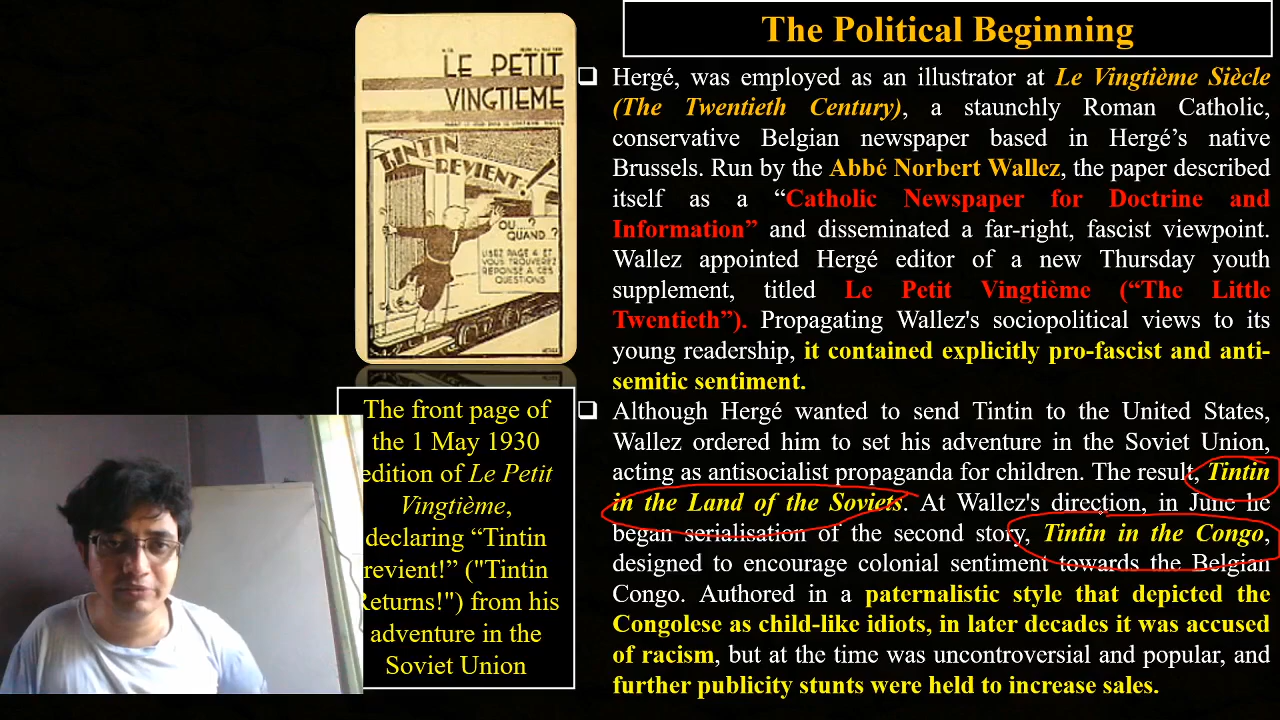 The Political Beginning
LE PETIT
VINGTIEME
TINTIN
REVIENT!
OU....?
QUAND..?
LISEZ PAGE 4 ET
VOUS TROUVEREZ
REPONSE A CES
QUESTIONS
The front page of
the 1 May 1930
edition of Le Petit
Vingtième,
declaring “Tintin
revient!” ("Tintin
Returns!") from his
adventure in the
Soviet Union
Hergé, was employed as an illustrator at Le Vingtième Siècle
(The Twentieth Century), a staunchly Roman Catholic,
conservative Belgian newspaper based in Hergé’s native
Brussels. Run by the Abbé Norbert Wallez, the paper described
itself as a “Catholic Newspaper for Doctrine and
Information” and disseminated a far-right, fascist viewpoint.
Wallez appointed Hergé editor of a new Thursday youth
supplement, titled Le Petit Vingtième (“The Little
Twentieth”). Propagating Wallez's sociopolitical views to its
young readership, it contained explicitly pro-fascist and anti-
semitic sentiment.
Although Hergé wanted to send Tintin to the United States,
Wallez ordered him to set his adventure in the Soviet Union,
acting as antisocialist propaganda for children. The result, Tintin
in the Land of the Soviets. At Wallez's direction, in June he
began serialisation of the second story, Tintin in the Congo,
designed to encourage colonial sentiment towards the Belgian
Congo. Authored in a paternalistic style that depicted the
Congolese as child-like idiots, in later decades it was accused
of racism, but at the time was uncontroversial and popular, and
further publicity stunts were held to increase sales.